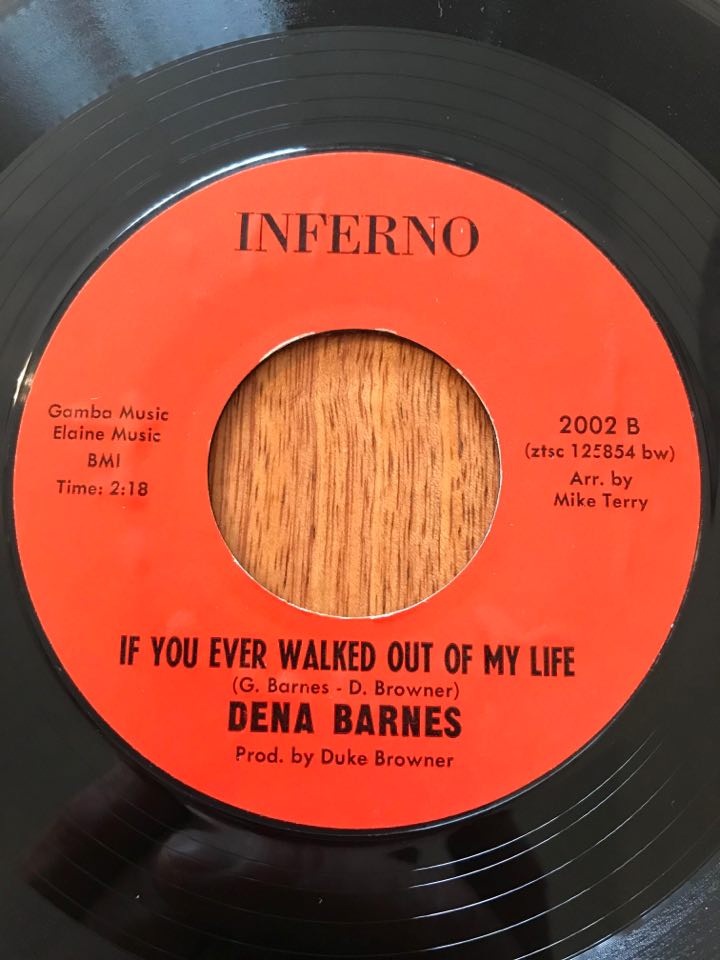 INFERNO
Gamba Music
Elaine Music
BMI
Time: 2:18
2002 B
(ztsc 125854 bw)
Arr. by
Mike Terry
IF YOU EVER WALKED OUT OF MY LIFE
(G. Barnes - D. Browner)
DENA BARNES
Prod. by Duke Browner